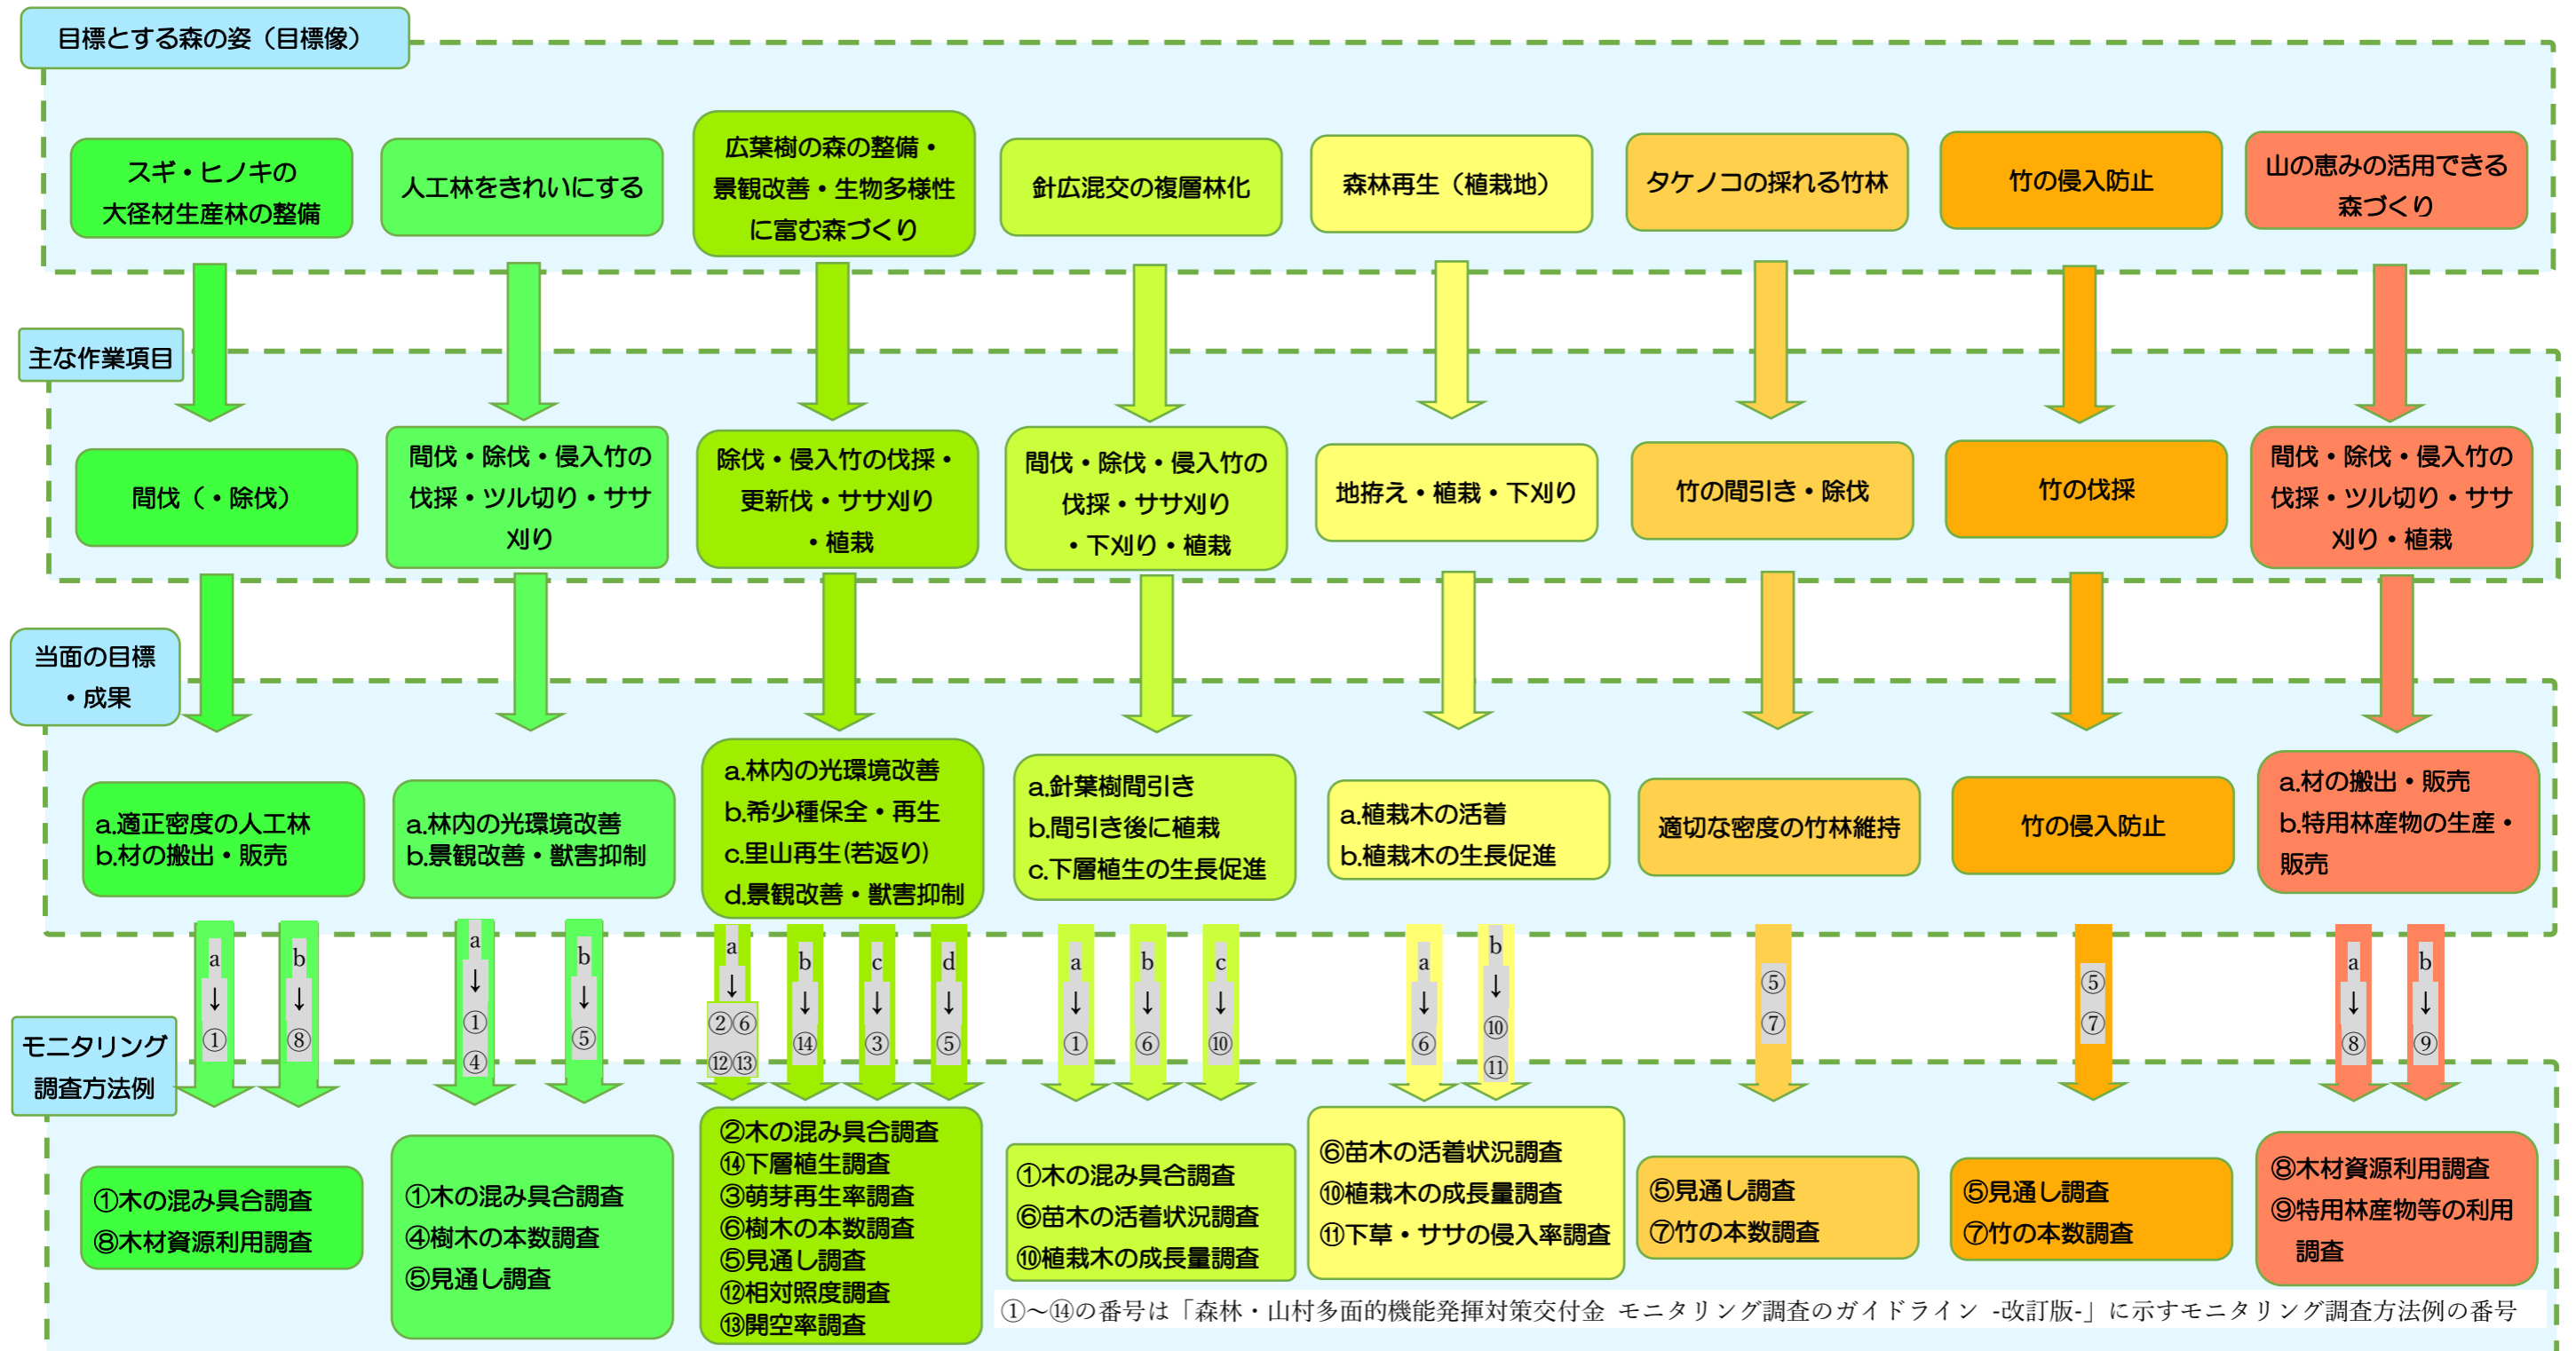 目標とする森の姿（目標像）
スギ・ヒノキの
大径材生産林の整備
人工林をきれいにする
広葉樹の森の整備・
景観改善・生物多様性
に富む森づくり
針広混交の複層林化
森林再生（植栽地）
タケノコの採れる竹林
竹の侵入防止
山の恵みの活用できる
森づくり
主な作業項目
間伐（・除伐）
間伐・除伐・侵入竹の
伐採・ツル切り・ササ
刈り
除伐・侵入竹の伐採・
更新伐・ササ刈り
・植栽
間伐・除伐・侵入竹の
伐採・ササ刈り
・下刈り・植栽
地拵え・植栽・下刈り
竹の間引き・除伐
竹の伐採
間伐・除伐・侵入竹の
伐採・ツル切り・ササ
刈り・植栽
当面の目標
・成果
a.適正密度の人工林
b.材の搬出・販売
a.林内の光環境改善
b.景観改善・獣害抑制
a.林内の光環境改善
b.希少種保全・再生
c.里山再生(若返り)
d.景観改善・獣害抑制
a.針葉樹間引き
b.間引き後に植栽
c.下層植生の生長促進
a.植栽木の活着
b.植栽木の生長促進
適切な密度の竹林維持
竹の侵入防止
a.材の搬出・販売
b.特用林産物の生産・
販売
a
↓
①
b
↓
⑧
a
↓
①
④
b
↓
⑤
a
↓
②⑥
⑫⑬
b
↓
⑭
c
↓
③
d
↓
⑤
a
↓
①
b
↓
⑥
c
↓
⑩
a
↓
⑥
b
↓
⑩
⑪
⑤
⑦
⑤
⑦
a
↓
⑧
b
↓
⑨
モニタリング
調査方法例
①木の混み具合調査
⑧木材資源利用調査
①木の混み具合調査
④樹木の本数調査
⑤見通し調査
②木の混み具合調査
⑭下層植生調査
③萌芽再生率調査
⑥樹木の本数調査
⑤見通し調査
⑫相対照度調査
⑬開空率調査
①木の混み具合調査
⑥苗木の活着状況調査
⑩植栽木の成長量調査
⑥苗木の活着状況調査
⑩植栽木の成長量調査
⑪下草・ササの侵入率調査
⑤見通し調査
⑦竹の本数調査
⑤見通し調査
⑦竹の本数調査
⑧木材資源利用調査
⑨特用林産物等の利用
調査
①～⑭の番号は「森林・山村多面的機能発揮対策交付金 モニタリング調査のガイドライン -改訂版-」に示すモニタリング調査方法例の番号